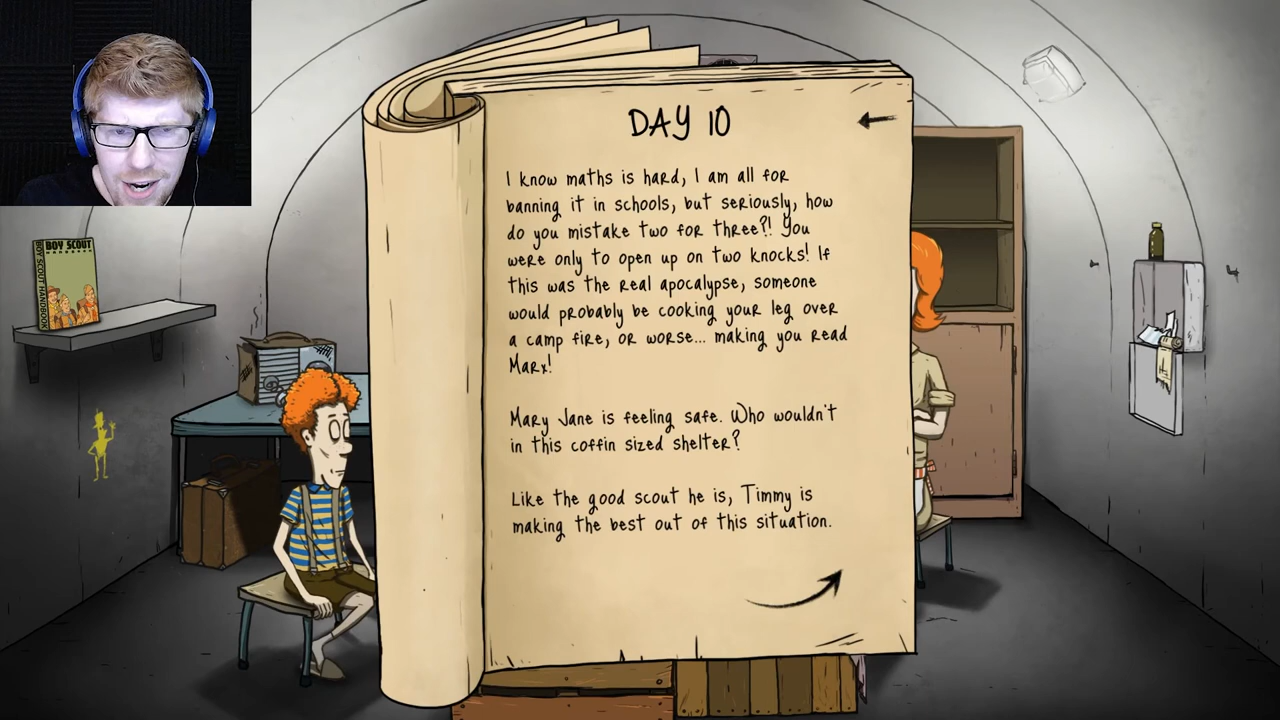 BOY SCOUT
BOY SCOUT HANDBOOK
DAY 10
I know maths is hard, I am all for
banning it in schools, but seriously, how
do you mistake two for three?! You
were only to open up on two knocks! If
this was the real apocalypse, someone
would probably be cooking your leg over
a camp fire, or worse... making you read
Marx!
Mary Jane is feeling safe. Who wouldn't
in this coffin sized shelter?
Like the good scout he is, Timmy is
making the best out of this situation.